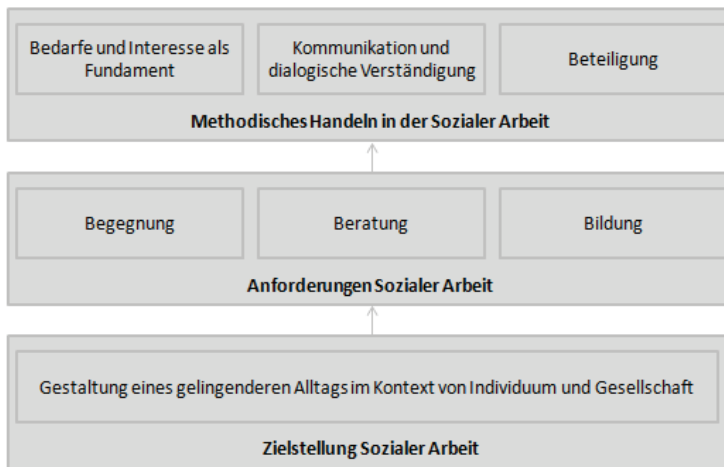 Bedarfe und Interesse als
Fundament
Kommunikation und
dialogische Verständigung
Beteiligung
Methodisches Handeln in der Sozialer Arbeit
Begegnung
Beratung
Bildung
Anforderungen Sozialer Arbeit
Gestaltung eines gelingenderen Alltags im Kontext von Individuum und Gesellschaft
Zielstellung Sozialer Arbeit